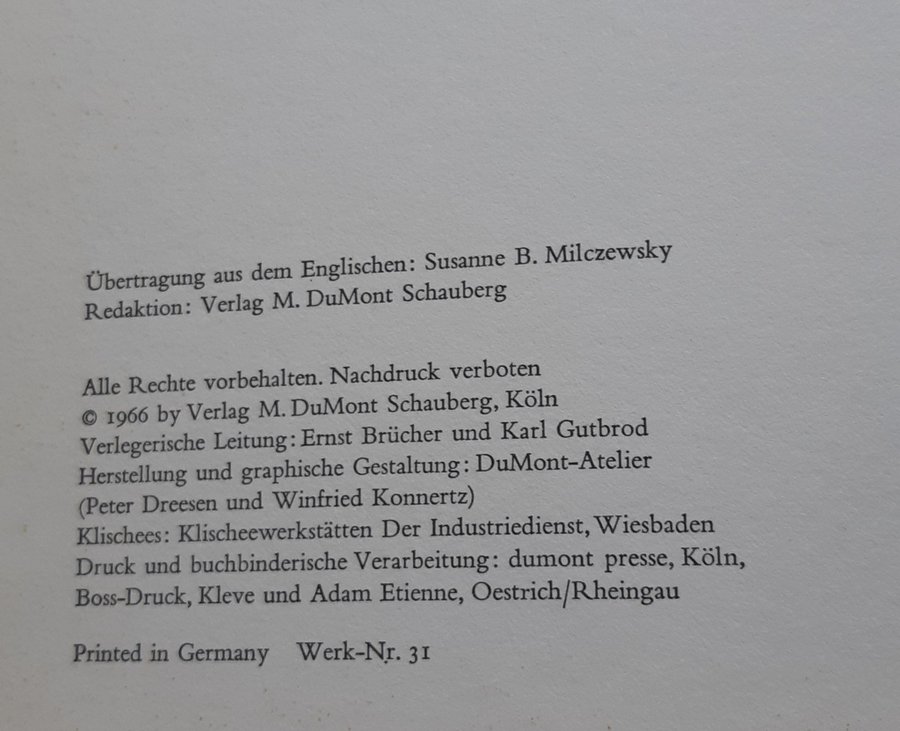 Übertragung aus dem Englischen: Susanne B. Milczewsky
Redaktion: Verlag M. DuMont Schauberg
Alle Rechte vorbehalten. Nachdruck verboten
© 1966 by Verlag M. DuMont Schauberg, Köln
Verlegerische Leitung: Ernst Brücher und Karl Gutbrod
Herstellung und graphische Gestaltung: DuMont-Atelier
(Peter Dreesen und Winfried Konnertz)
Klischees: Klischeewerkstätten Der Industriedienst, Wiesbaden
Druck und buchbinderische Verarbeitung: dumont presse, Köln,
Boss-Druck, Kleve und Adam Etienne, Oestrich/Rheingau
Printed in Germany Werk-Nr. 31